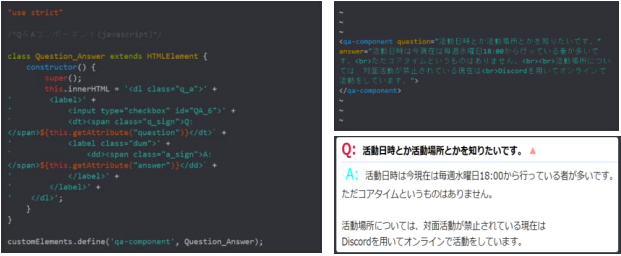 "use strict"
/*Q&Aコンポーネント(javascript)*/
class Question_Answer extends HTMLElement {
constructor() {
super();
this.innerHTML = '<dl class="q_a">' +
' <label>' +
' <input type="checkbox" id="QA_6">' +
' <dt><span class="q_sign">Q:
</span>${this.getAttribute("question")}</dt>' +
' <label class="dum">' +
' <dd><span class="a_sign">A:
</span>${this.getAttribute("answer")}</dd>' +
' </label>' +
' </label>' +
' </dl>';
}
}
customElements.define('qa-component', Question_Answer);
~
~
<qa-component question="活動日時とか活動場所とかを知りたいです。"
answer="活動日時は今現在は毎週水曜日18:00から行っている者が多いで
す。<br>ただコアタイムというものはありません。<br><br>活動場所につい
ては、対面活動が禁止されている現在は<br>Discordを用いてオンラインで
活動をしています。">
</qa-component>
~
~
~
Q: 活動日時とか活動場所とかを知りたいです。 ▲
A: 活動日時は今現在は毎週水曜日18:00から行っている者が多いです。
ただコアタイムというものはありません。
活動場所については、対面活動が禁止されている現在は
Discordを用いてオンラインで活動をしています。